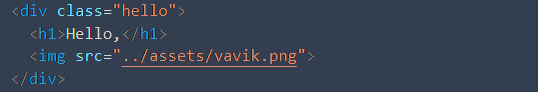 <div class="hello">
<h1>Hello,</h1>
<img src="../assets/vavik.png">
</div>